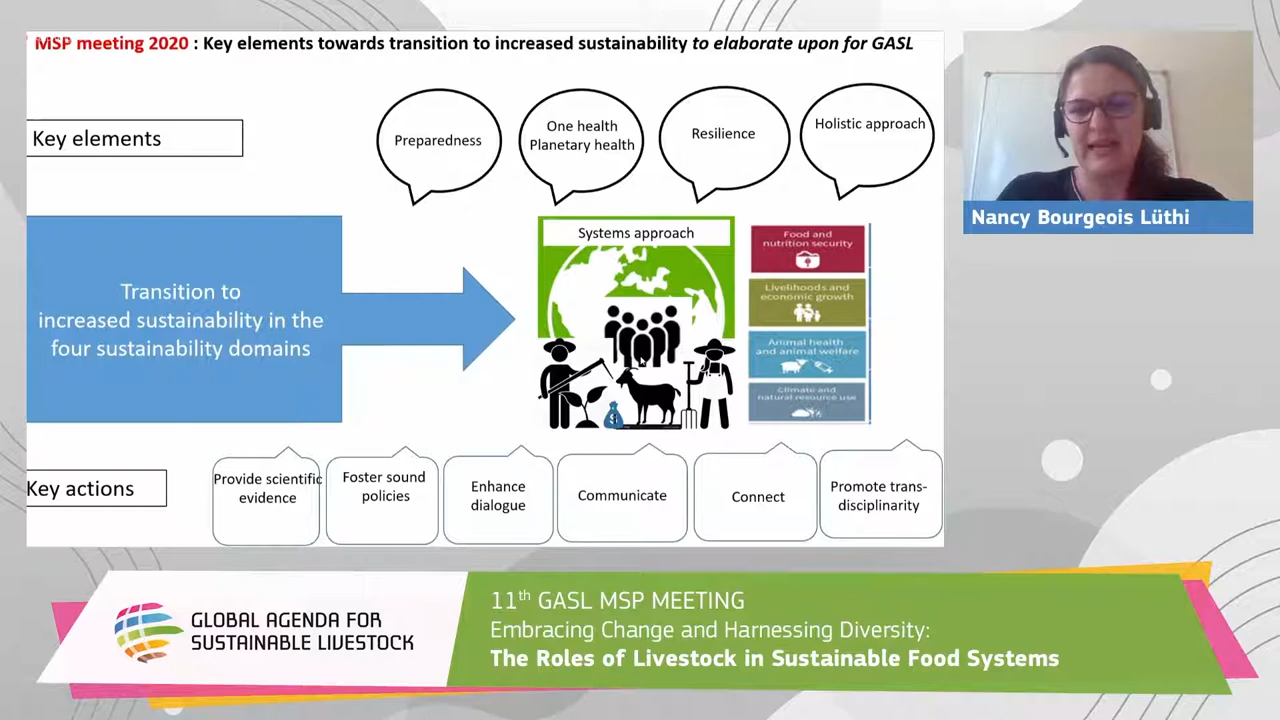 MSP meeting 2020 : Key elements towards transition to increased sustainability to elaborate upon for GASL
Key elements
Preparedness
One health
Planetary health
Resilience
Holistic approach
Nancy Bourgeois Lüthi
Transition to
increased sustainability in the
four sustainability domains
Systems approach
$
Food and
nutrition security
Livelihoods and
economic growth
Animal health
and animal welfare
Climate and
natural resource use
Key actions
Provide scientific
evidence
Foster sound
policies
Enhance
dialogue
Communicate
Connect
Promote trans-
disciplinarity
GLOBAL AGENDA FOR
SUSTAINABLE LIVESTOCK
11th GASL MSP MEETING
Embracing Change and Harnessing Diversity:
The Roles of Livestock in Sustainable Food Systems